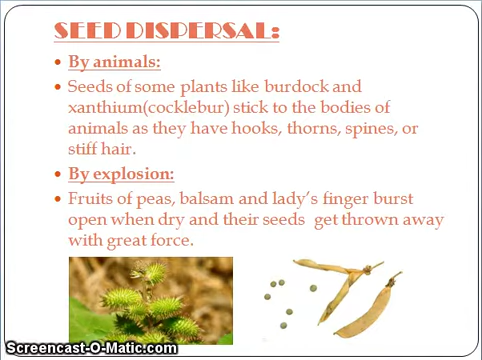 SEED DISPERSAL:
By animals:
Seeds of some plants like burdock and
xanthium(cocklebur) stick to the bodies of
animals as they have hooks, thorns, spines, or
stiff hair.
By explosion:
Fruits of peas, balsam and lady's finger burst
open when dry and their seeds get thrown away
with great force.
Screencast-O-Matic.com